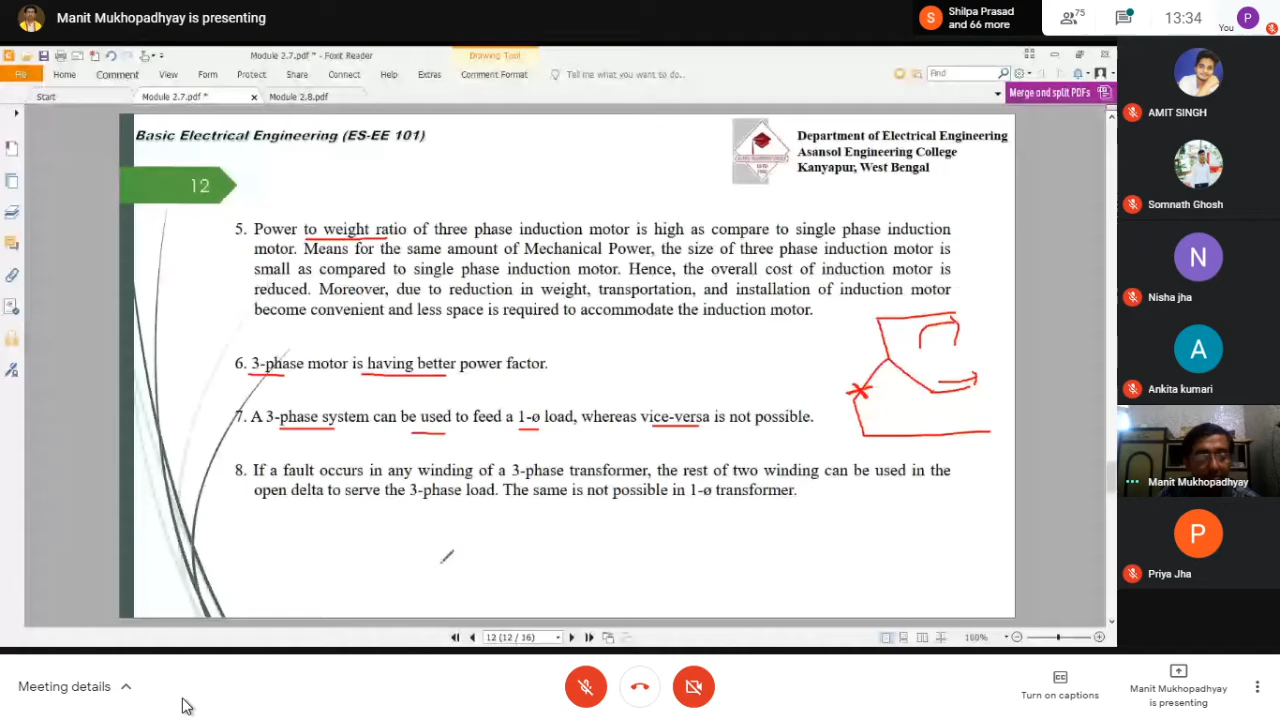 Manit Mukhopadhyay is presenting
S Shilpa Prasad
and 66 more
75
13:34
You
P
Module 2.7.pdf * - Foxit Reader
Drawing Tool
File Home Comment View Form Protect Share Connect Help Extras Comment Format Tell me what you want to do..
Find
Start Module 2.7.pdf * x Module 2.8.pdf
Merge and split PDFs
Basic Electrical Engineering (ES-EE 101)
Department of Electrical Engineering
Asansol Engineering College
Kanyapur, West Bengal
12
5. Power to weight ratio of three phase induction motor is high as compare to single phase induction
motor. Means for the same amount of Mechanical Power, the size of three phase induction motor is
small as compared to single phase induction motor. Hence, the overall cost of induction motor is
reduced. Moreover, due to reduction in weight, transportation, and installation of induction motor
become convenient and less space is required to accommodate the induction motor.
6. 3-phase motor is having better power factor.
7. A 3-phase system can be used to feed a 1-ø load, whereas vice-versa is not possible.
8. If a fault occurs in any winding of a 3-phase transformer, the rest of two winding can be used in the
open delta to serve the 3-phase load. The same is not possible in 1-ø transformer.
12 (12 / 16)
100%
AMIT SINGH
Somnath Ghosh
N
Nisha jha
A
Ankita kumari
Manit Mukhopadhyay
P
Priya Jha
Meeting details
CC
Turn on captions
Manit Mukhopadhyay
is presenting